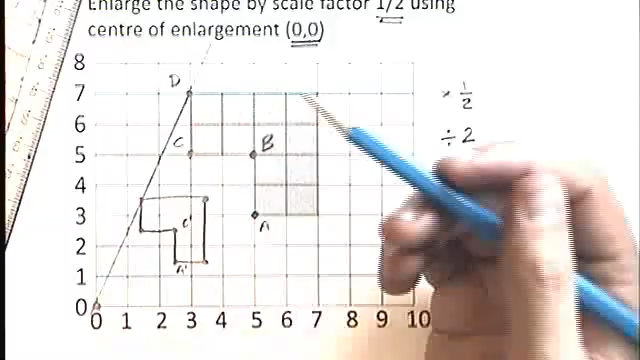 Enlarge the shape by scale factor 1/2 using
centre of enlargement (0,0)
8
D
7
× 1/2
6
÷ 2
C
B
5
4
3
C'
A
2
A'
1
0
0 1 2 3 4 5 6 7 8 9 10